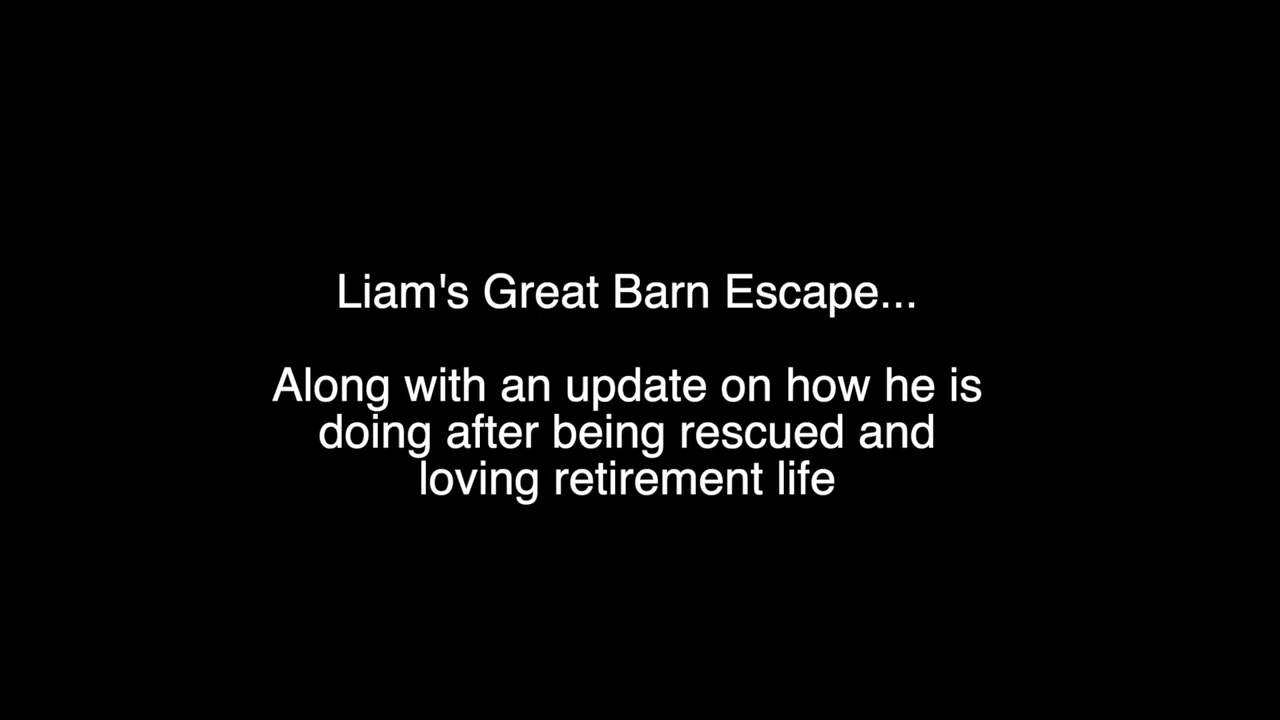 Liam's Great Barn Escape...
Along with an update on how he is
doing after being rescued and
loving retirement life